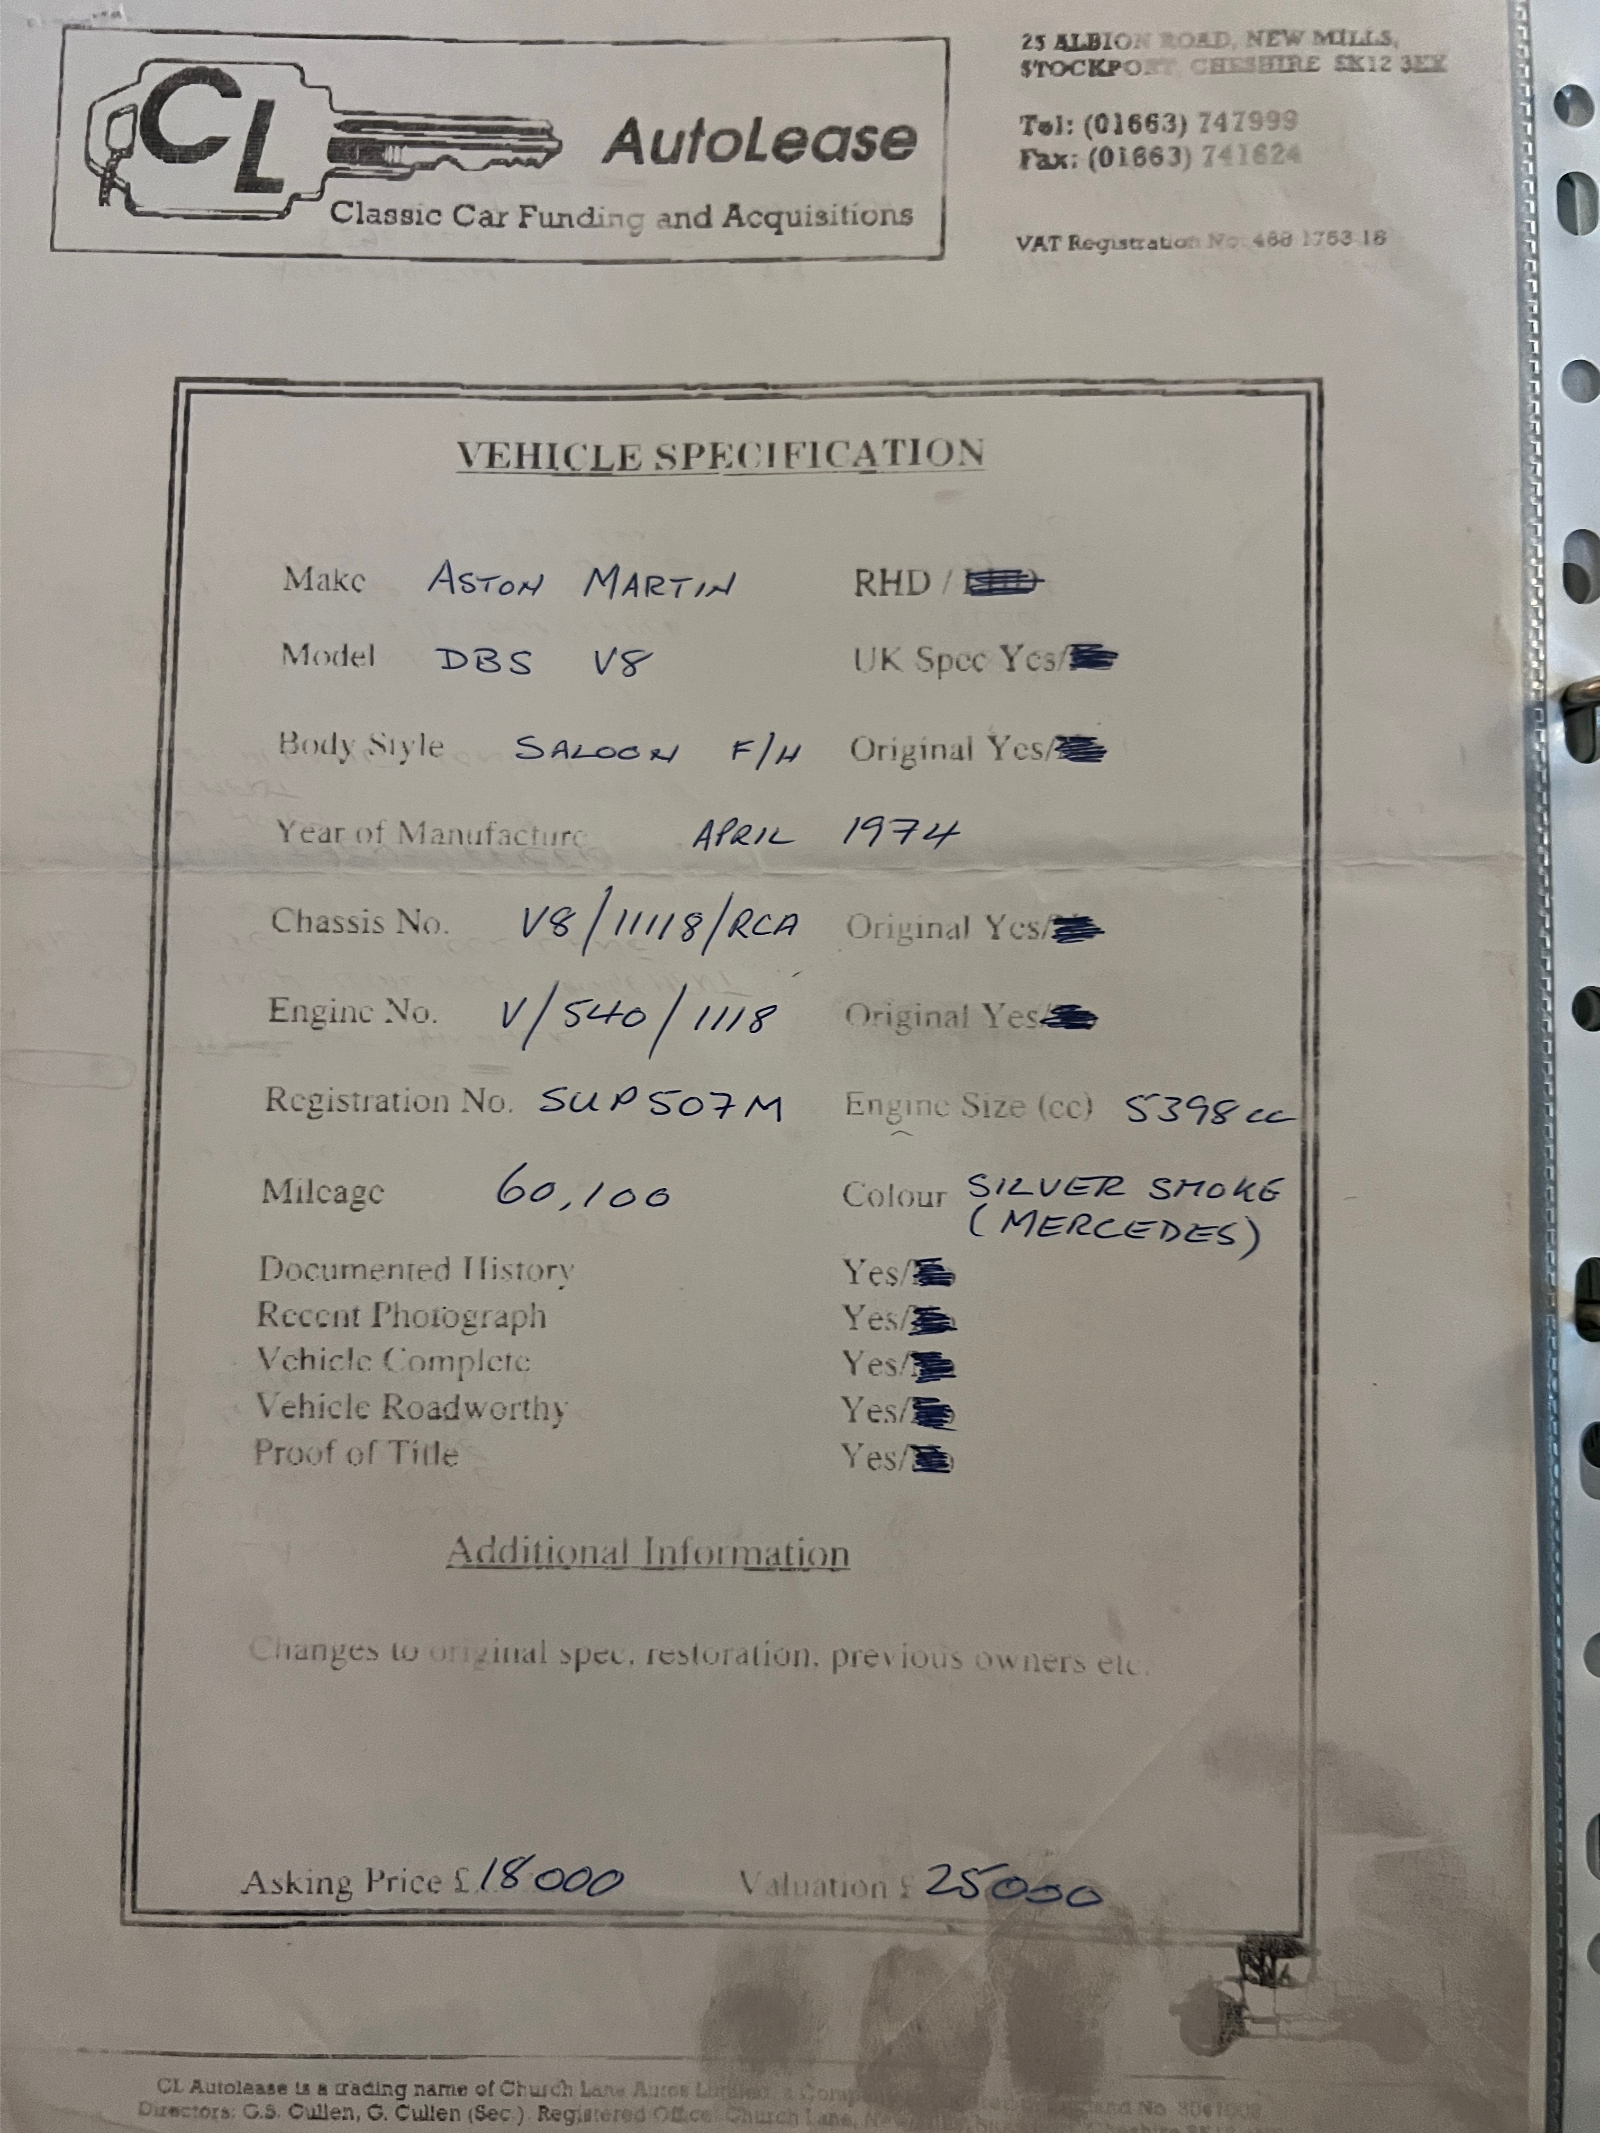 CL AutoLease
Classic Car Funding and Acquisitions
25 ALBION ROAD, NEW MILLS,
STOCKPORT, CHESHIRE SK12 3EY
Tel: (01663) 747999
Fax: (01663) 741624
VAT Registration No. 1753 18
VEHICLE SPECIFICATION
Make ASTON MARTIN RHD /
Model DBS V8 UK Spec Yes/
Body Style SALOON F/H Original Yes/
Year of Manufacture APRIL 1974
Chassis No. V8/11118/RCA Original Yes/
Engine No. V/540/1118 Original Yes/
Registration No. SUP507M Engine Size (cc) 5398cc
Mileage 60,100 Colour SILVER SMOKE
(MERCEDES)
Documented History Yes/
Recent Photograph Yes/
Vehicle Complete Yes/
Vehicle Roadworthy Yes/
Proof of Title Yes/
Additional Information
Changes to original spec, restoration, previous owners etc.
Asking Price £ 18000 Valuation £ 25000
CL Autolease is a trading name of Church Lane Autos Limited, a and No.
Directors: G.S. Cullen, G. Cullen (Sec.) Registered Office: Church Lane,